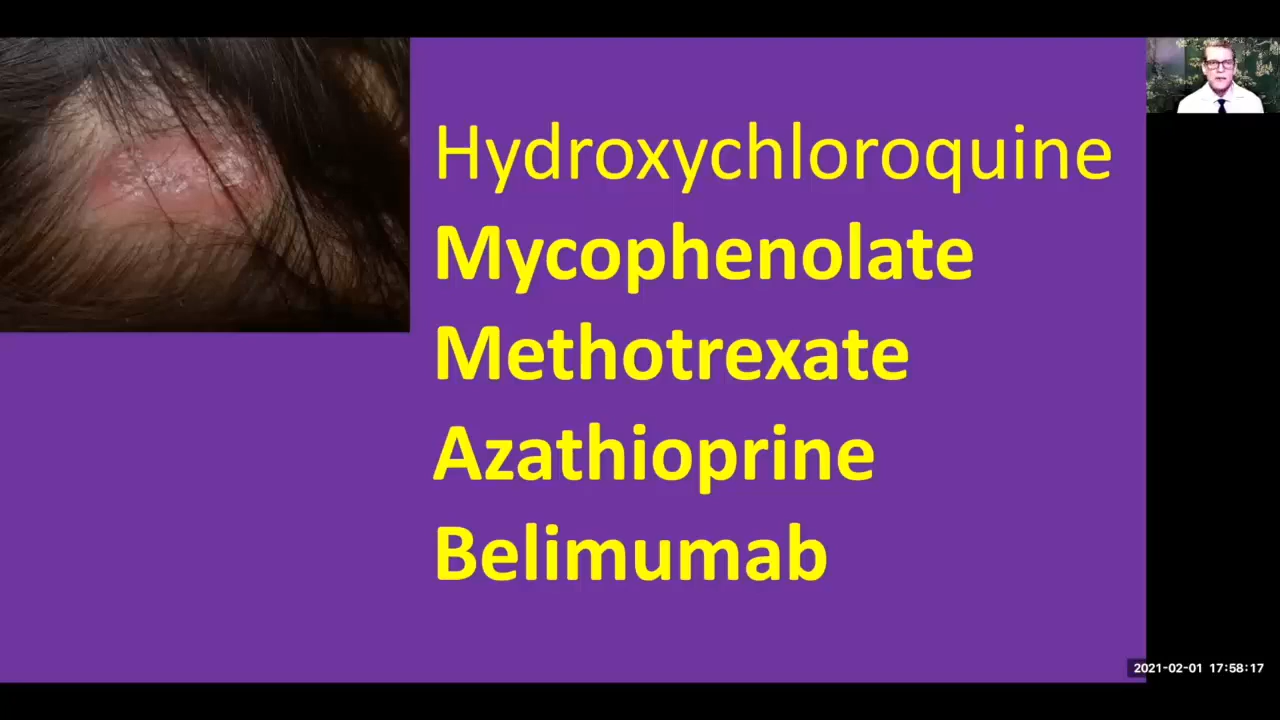 Hydroxychloroquine
Mycophenolate
Methotrexate
Azathioprine
Belimumab
2021-02-01 17:58:17